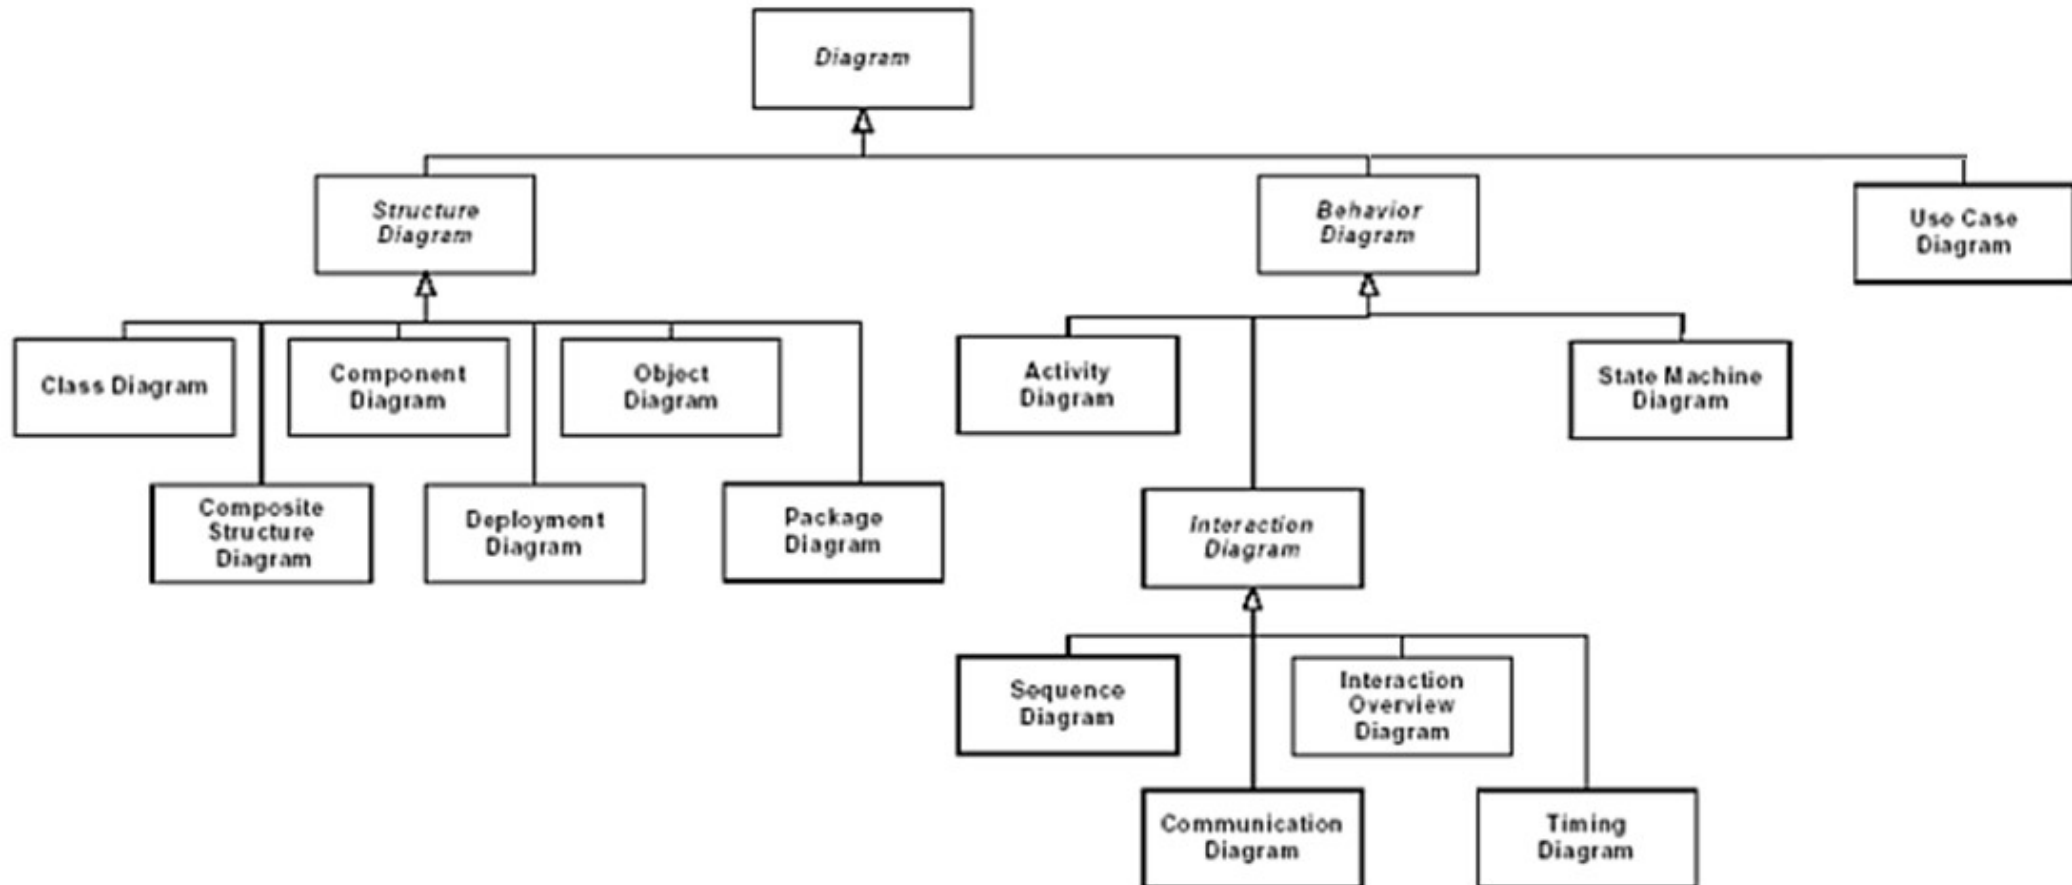 Diagram
Structure
Diagram
Behavior
Diagram
Use Case
Diagram
Class Diagram
Component
Diagram
Object
Diagram
Activity
Diagram
State Machine
Diagram
Composite
Structure
Diagram
Deployment
Diagram
Package
Diagram
Interaction
Diagram
Sequence
Diagram
Interaction
Overview
Diagram
Communication
Diagram
Timing
Diagram